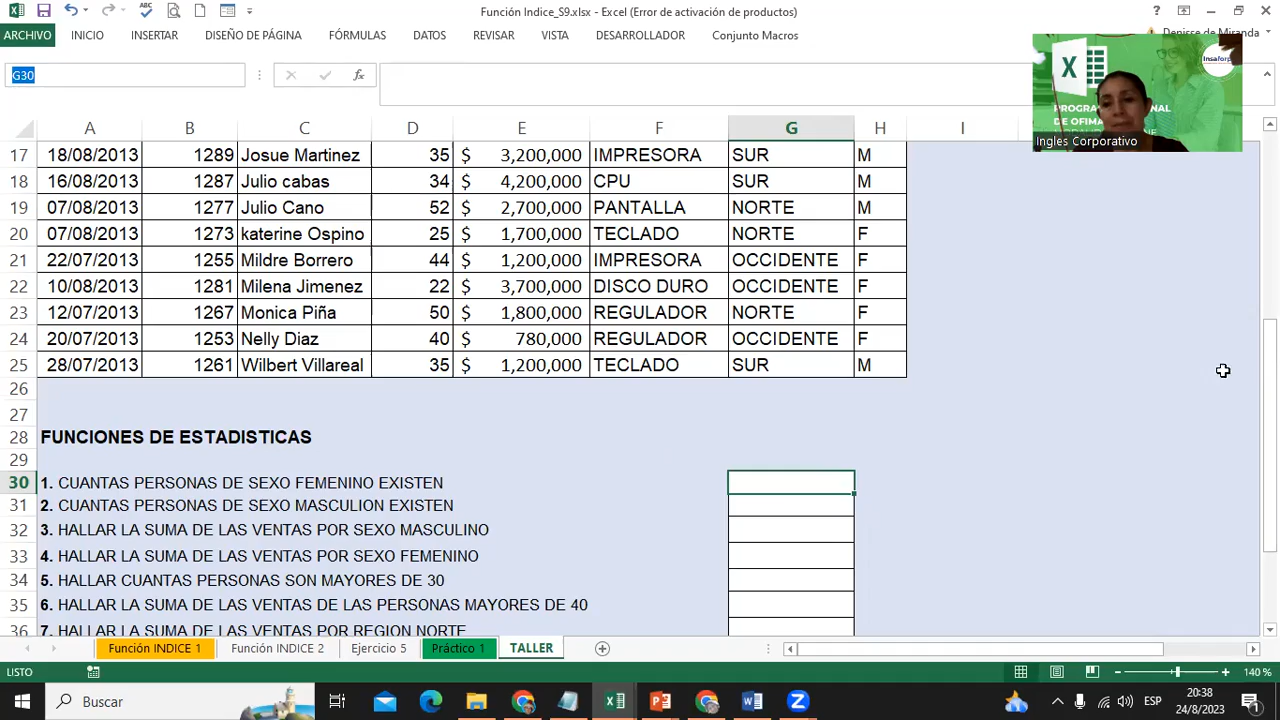 Función Indice_S9.xlsx - Excel (Error de activación de productos)
ARCHIVO INICIO INSERTAR DISEÑO DE PÁGINA FÓRMULAS DATOS REVISAR VISTA DESARROLLADOR Conjunto Macros Denisse de Miranda
G30
Insaforp
Ingles Corporativo
A B C D E F G H I
17 18/08/2013 1289 Josue Martinez 35 $ 3,200,000 IMPRESORA SUR M
18 16/08/2013 1287 Julio cabas 34 $ 4,200,000 CPU SUR M
19 07/08/2013 1277 Julio Cano 52 $ 2,700,000 PANTALLA NORTE M
20 07/08/2013 1273 katerine Ospino 25 $ 1,700,000 TECLADO NORTE F
21 22/07/2013 1255 Mildre Borrero 44 $ 1,200,000 IMPRESORA OCCIDENTE F
22 10/08/2013 1281 Milena Jimenez 22 $ 3,700,000 DISCO DURO OCCIDENTE F
23 12/07/2013 1267 Monica Piña 50 $ 1,800,000 REGULADOR NORTE F
24 20/07/2013 1253 Nelly Diaz 40 $ 780,000 REGULADOR OCCIDENTE F
25 28/07/2013 1261 Wilbert Villareal 35 $ 1,200,000 TECLADO SUR M
26
27
28 FUNCIONES DE ESTADISTICAS
29
30 1. CUANTAS PERSONAS DE SEXO FEMENINO EXISTEN
31 2. CUANTAS PERSONAS DE SEXO MASCULION EXISTEN
32 3. HALLAR LA SUMA DE LAS VENTAS POR SEXO MASCULINO
33 4. HALLAR LA SUMA DE LAS VENTAS POR SEXO FEMENINO
34 5. HALLAR CUANTAS PERSONAS SON MAYORES DE 30
35 6. HALLAR LA SUMA DE LAS VENTAS DE LAS PERSONAS MAYORES DE 40
36 7. HALLAR LA SUMA DE LAS VENTAS POR REGION NORTE
Función INDICE 1 Función INDICE 2 Ejercicio 5 Práctico 1 TALLER
LISTO 140 %
Buscar ESP 20:38
24/8/2023